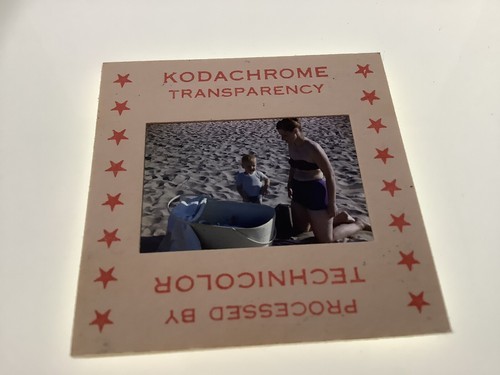 KODACHROME
TRANSPARENCY
PROCESSED BY
TECHNICOLOR